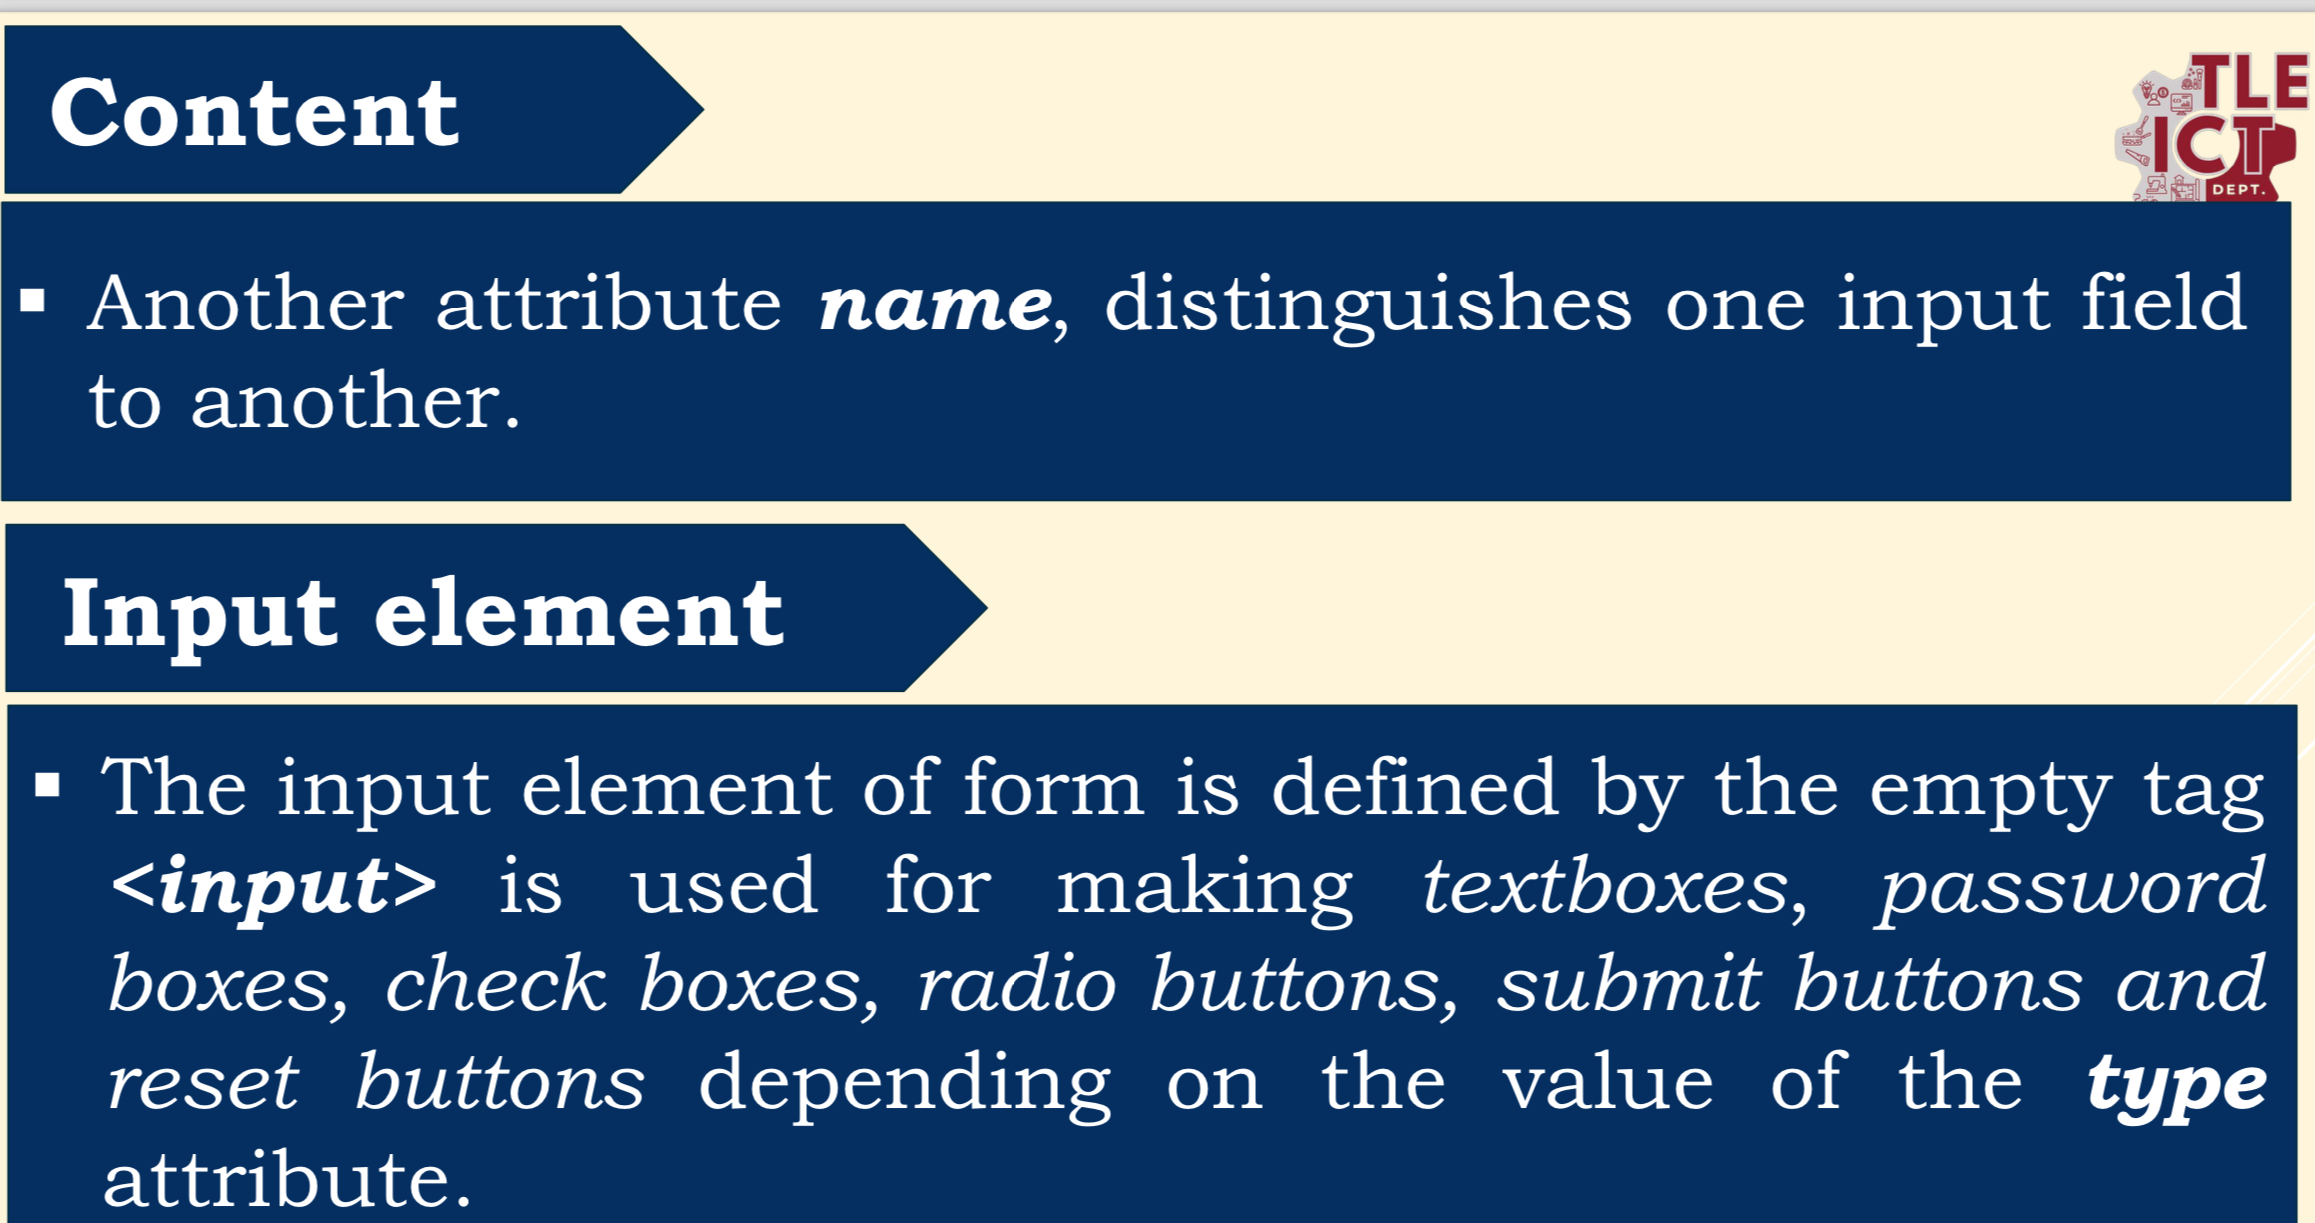 Content
TLE
ICT
DEPT.
▪ Another attribute name, distinguishes one input field
to another.
Input element
▪ The input element of form is defined by the empty tag
<input> is used for making textboxes, password
boxes, check boxes, radio buttons, submit buttons and
reset buttons depending on the value of the type
attribute.